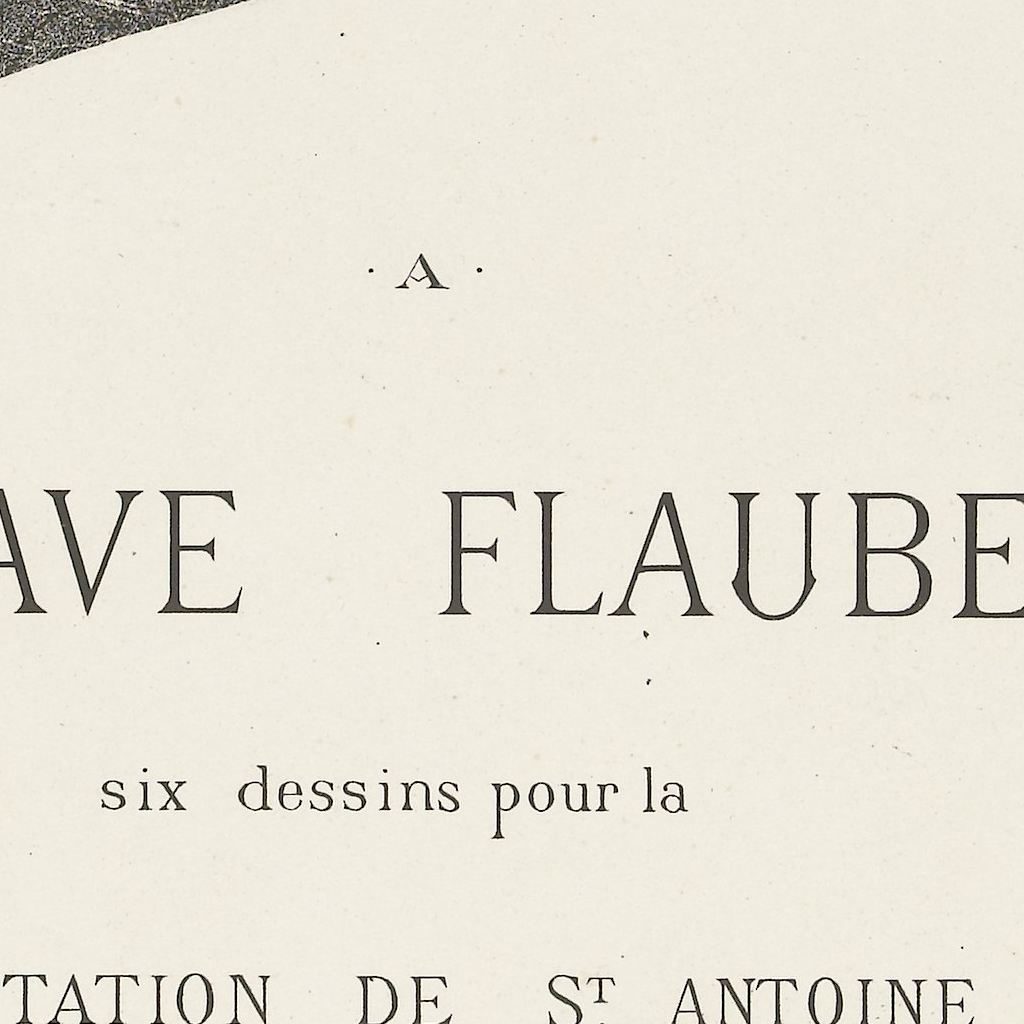 · A ·
AVE FLAUBE
six dessins pour la
TATION DE ST. ANTOINE